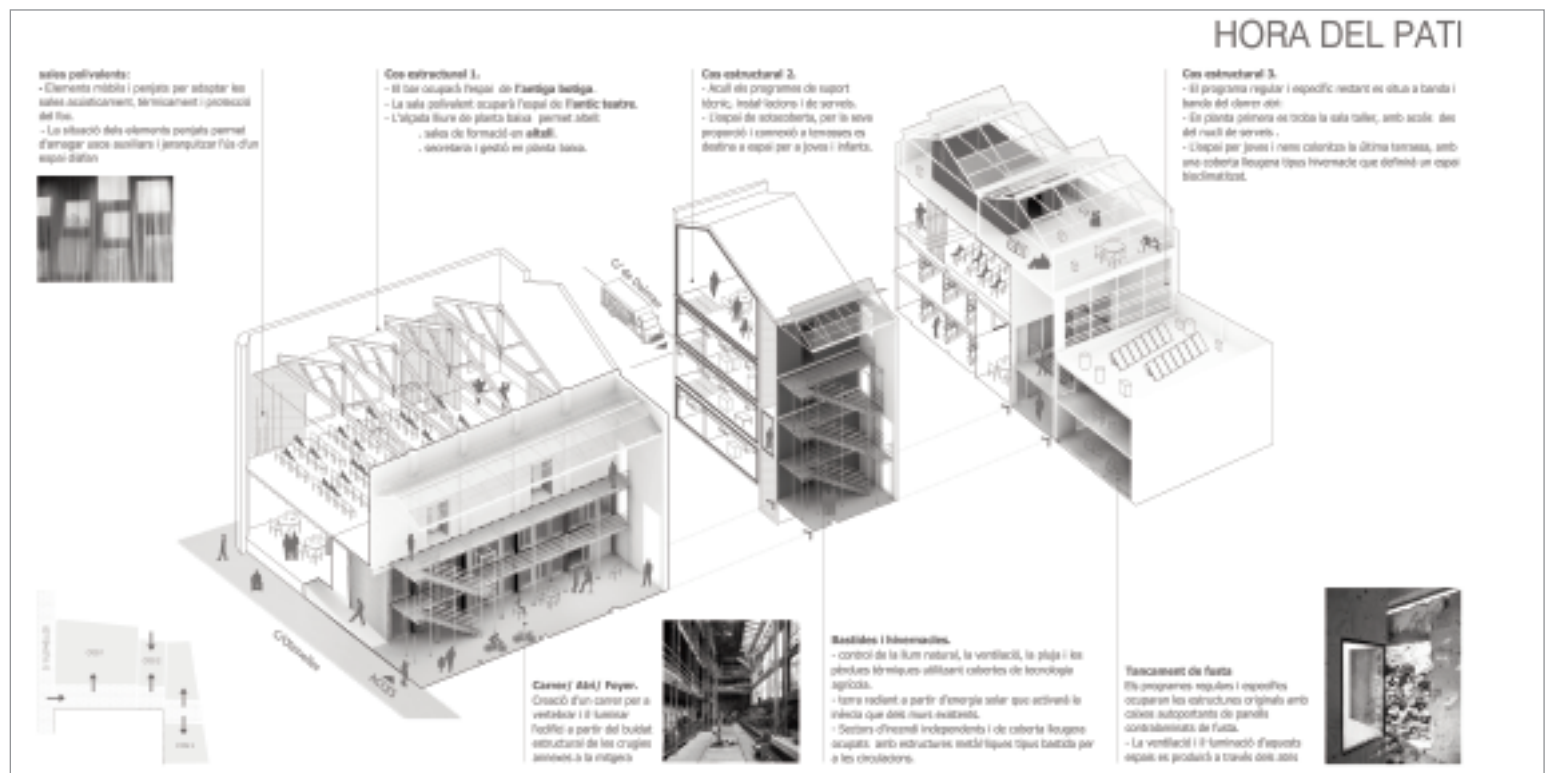 HORA DEL PATI
sales polivalents:
- Elements mòbils i penjats per adaptar les
sales acústicament, tèrmicament i protecció
del foc.
- La situació dels elements penjats permet
d'amagar usos auxiliars i jerarquitzar l'ús d'un
espai diàfan
Cos estructural 1.
- El bar ocuparà l'espai de l'antiga botiga.
- La sala polivalent ocuparà l'espai de l'antic teatre.
- L'alçada lliure de planta baixa permet altell:
. sales de formació en altell.
. secretaria i gestió en planta baixa.
Cos estructural 2.
- Acull els programes de suport
tècnic, instal·lacions i de serveis.
- L'espai de sotacoberta, per la seva
proporció i connexió a terrasses es
destina a espai per a joves i infants.
Cos estructural 3.
- El programa regular i específic restant es situa a banda i
banda del carrer atri:
- En planta primera es troba la sala taller, amb accés des
del nucli de serveis .
- L'espai per joves i nens colonitza la última terrassa, amb
una coberta lleugera tipus hivernacle que definirà un espai
bioclimatitzat.
ACCÉS
Carrer/ Atri/ Foyer.
Creació d'un carrer per a
vertebrar i il·luminar
l'edifici a partir del buidat
estructural de les crugies
annexes a la mitgera
Bastides i hivernacles.
- control de la llum natural, la ventilació, la pluja i les
pèrdues tèrmiques utilitzant cobertes de tecnologia
agrícola.
- terra radiant a partir d'energia solar que activarà la
inèrcia que dels murs existents.
- Sectors d'incendi independents i de coberta lleugera
ocupats amb estructures metàl·liques tipus bastida per
a les circulacions.
Tancament de fusta
Els programes regulars i específics
ocuparan les estructures originals amb
caixes autoportants de panells
contralaminats de fusta.
- La ventilació i il·luminació d'aquests
espais es produirà a través dels atris